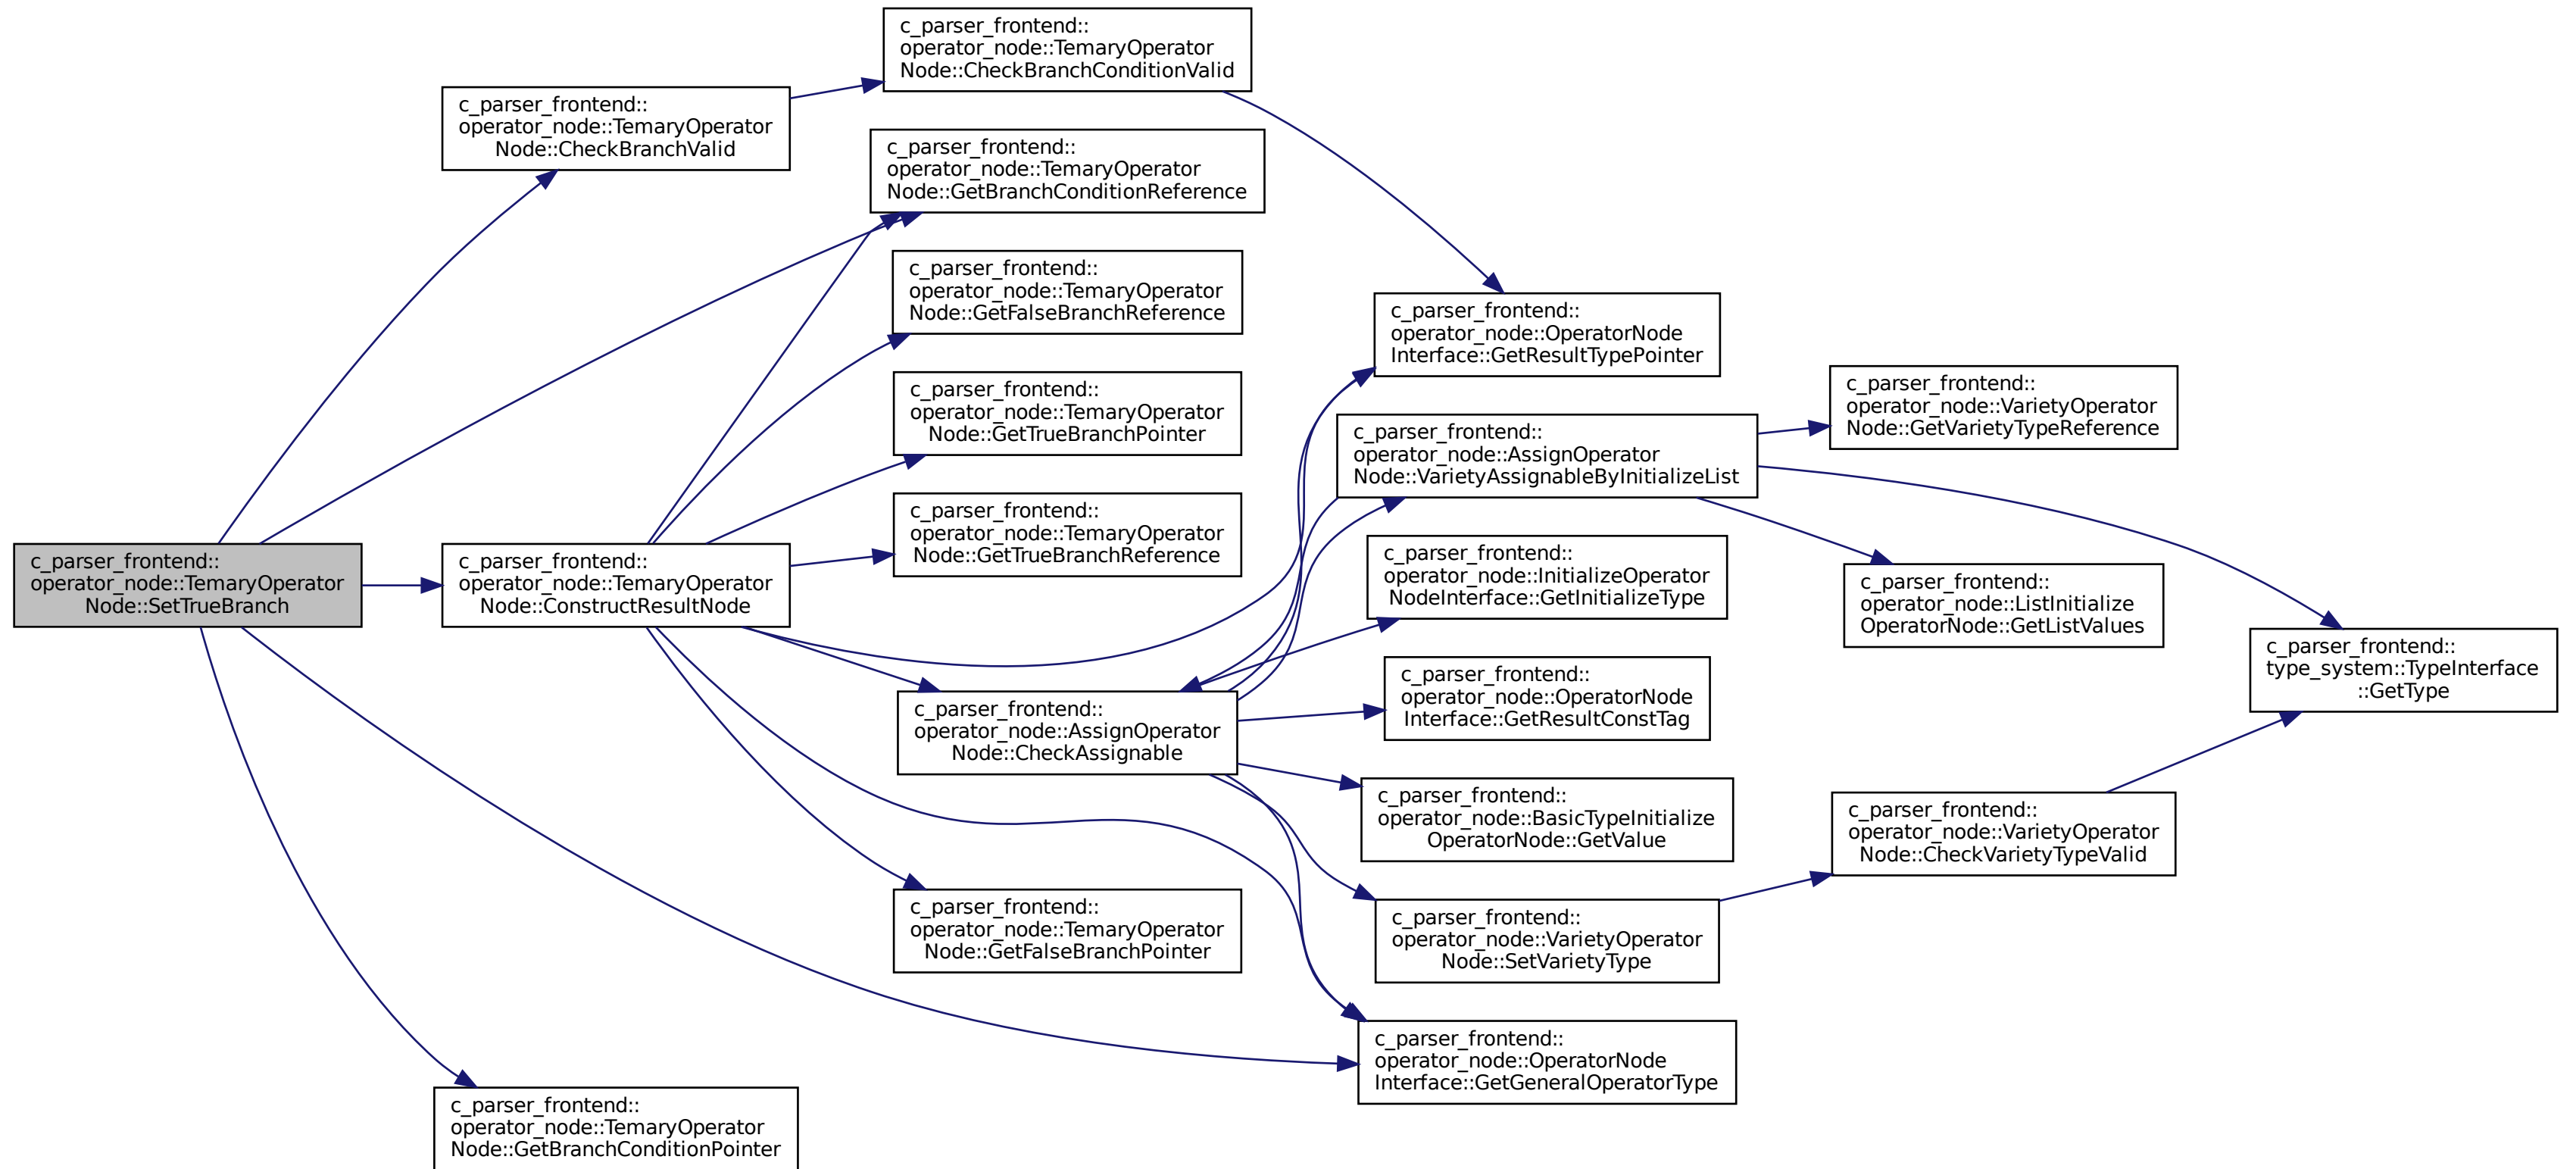 c_parser_frontend::
operator_node::TemaryOperator
Node::SetTrueBranch
c_parser_frontend::
operator_node::TemaryOperator
Node::CheckBranchValid
c_parser_frontend::
operator_node::TemaryOperator
Node::ConstructResultNode
c_parser_frontend::
operator_node::TemaryOperator
Node::GetBranchConditionPointer
c_parser_frontend::
operator_node::TemaryOperator
Node::CheckBranchConditionValid
c_parser_frontend::
operator_node::TemaryOperator
Node::GetBranchConditionReference
c_parser_frontend::
operator_node::TemaryOperator
Node::GetFalseBranchReference
c_parser_frontend::
operator_node::TemaryOperator
Node::GetTrueBranchPointer
c_parser_frontend::
operator_node::TemaryOperator
Node::GetTrueBranchReference
c_parser_frontend::
operator_node::AssignOperator
Node::CheckAssignable
c_parser_frontend::
operator_node::TemaryOperator
Node::GetFalseBranchPointer
c_parser_frontend::
operator_node::OperatorNode
Interface::GetResultTypePointer
c_parser_frontend::
operator_node::AssignOperator
Node::VarietyAssignableByInitializeList
c_parser_frontend::
operator_node::InitializeOperator
NodeInterface::GetInitializeType
c_parser_frontend::
operator_node::OperatorNode
Interface::GetResultConstTag
c_parser_frontend::
operator_node::BasicTypeInitialize
OperatorNode::GetValue
c_parser_frontend::
operator_node::VarietyOperator
Node::SetVarietyType
c_parser_frontend::
operator_node::OperatorNode
Interface::GetGeneralOperatorType
c_parser_frontend::
operator_node::VarietyOperator
Node::GetVarietyTypeReference
c_parser_frontend::
operator_node::ListInitialize
OperatorNode::GetListValues
c_parser_frontend::
operator_node::VarietyOperator
Node::CheckVarietyTypeValid
c_parser_frontend::
type_system::TypeInterface
::GetType